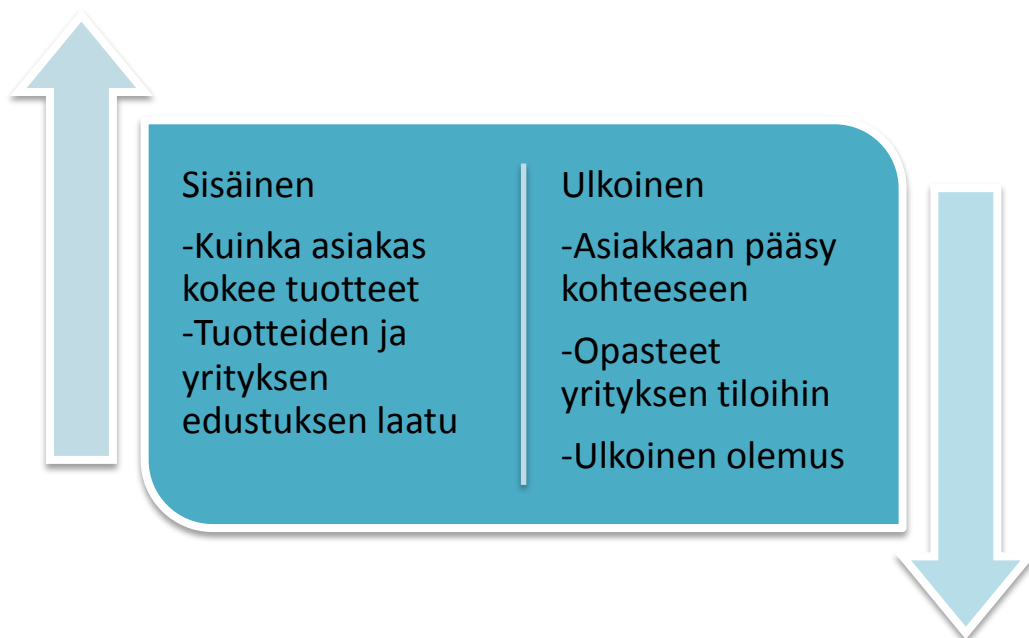 Sisäinen
-Kuinka asiakas
kokee tuotteet
-Tuotteiden ja
yrityksen
edustuksen laatu
Ulkoinen
-Asiakkaan pääsy
kohteeseen
-Opasteet
yrityksen tiloihin
-Ulkoinen olemus